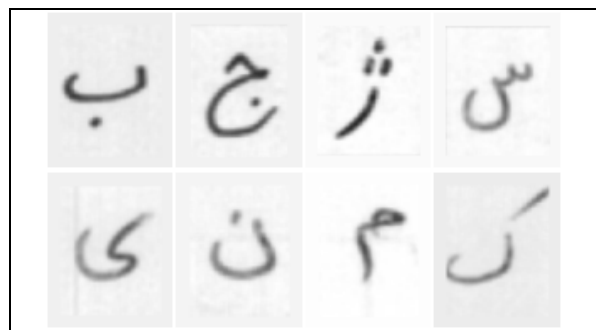 س ژ ج ب
ک م ن ی